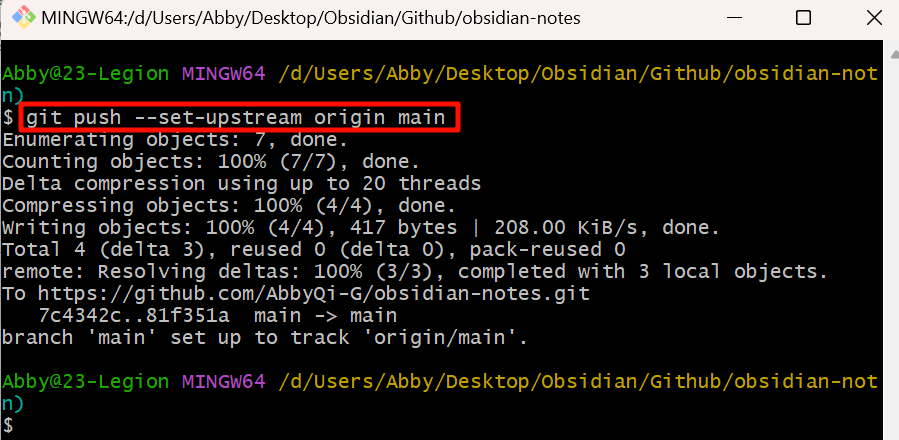 MINGW64:/d/Users/Abby/Desktop/Obsidian/Github/obsidian-notes
Abby@23-Legion MINGW64 /d/Users/Abby/Desktop/Obsidian/Github/obsidian-not
n)
$ git push --set-upstream origin main
Enumerating objects: 7, done.
Counting objects: 100% (7/7), done.
Delta compression using up to 20 threads
Compressing objects: 100% (4/4), done.
Writing objects: 100% (4/4), 417 bytes | 208.00 KiB/s, done.
Total 4 (delta 3), reused 0 (delta 0), pack-reused 0
remote: Resolving deltas: 100% (3/3), completed with 3 local objects.
To https://github.com/AbbyQi-G/obsidian-notes.git
   7c4342c..81f351a  main -> main
branch 'main' set up to track 'origin/main'.
Abby@23-Legion MINGW64 /d/Users/Abby/Desktop/Obsidian/Github/obsidian-not
n)
$